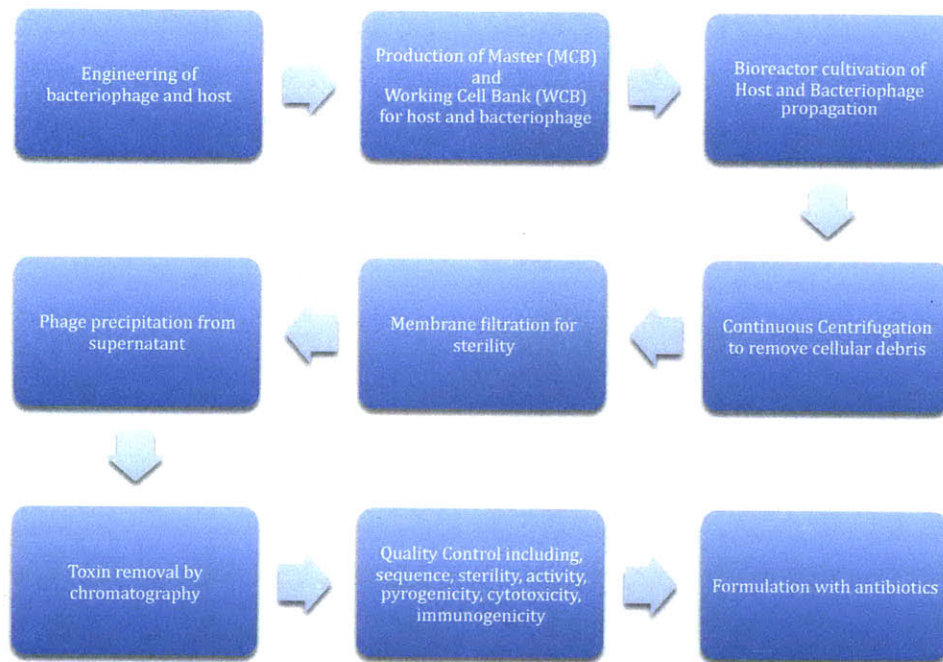 Engineering of
bacteriophage and host
Production of Master (MCB)
and
Working Cell Bank (WCB)
for host and bacteriophage
Bioreactor cultivation of
Host and Bacteriophage
propagation
Continuous Centrifugation
to remove cellular debris
Membrane filtration for
sterility
Phage precipitation from
supernatant
Toxin removal by
chromatography
Quality Control including,
sequence, sterility, activity,
pyrogenicity, cytotoxicity,
immunogenicity
Formulation with antibiotics